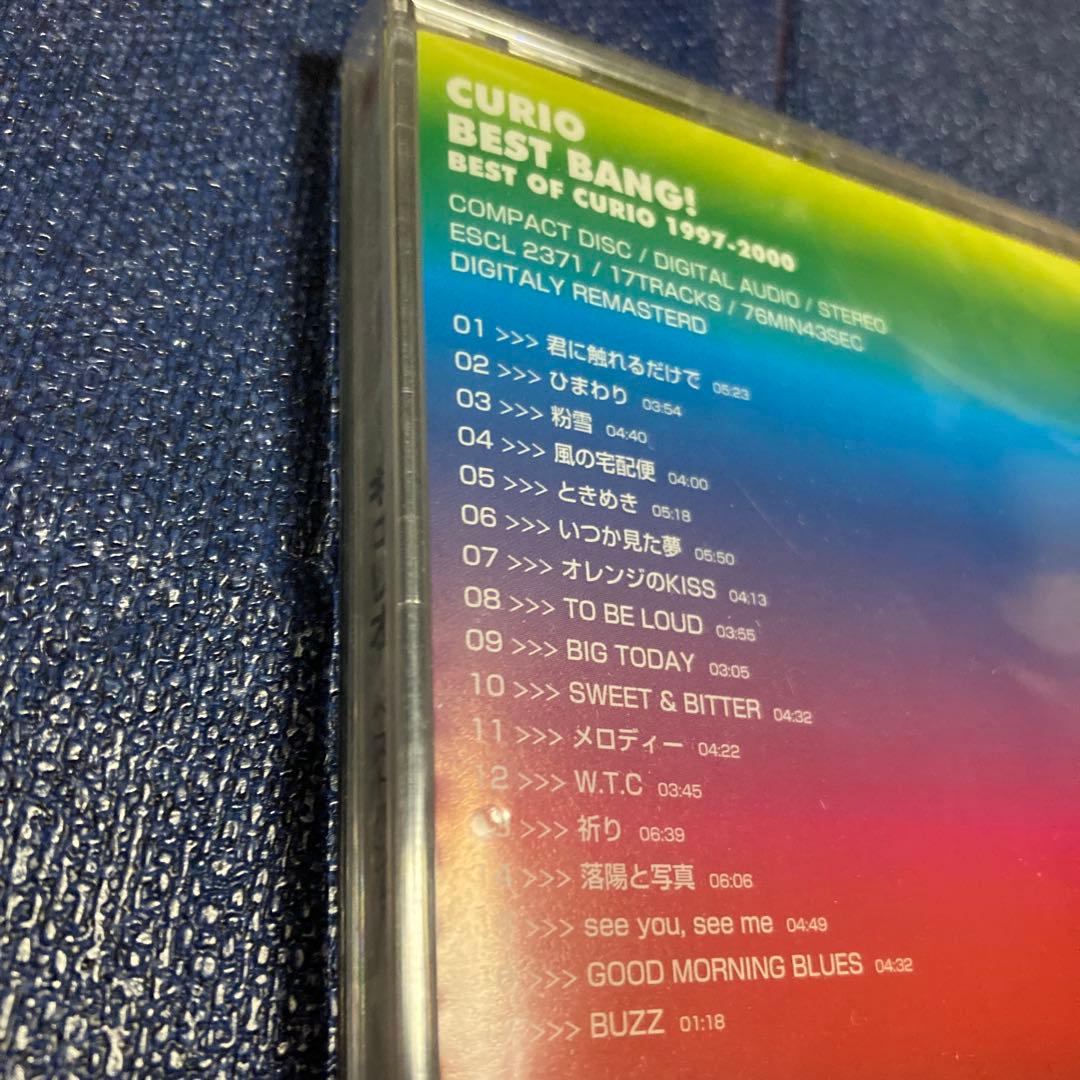 CURIO
BEST BANG!
BEST OF CURIO 1997-2000
COMPACT DISC / DIGITAL AUDIO / STEREO
ESCL 2371 / 17TRACKS / 76MIN43SEC
DIGITALY REMASTERD
01 >>> 君に触れるだけで 05:23
02 >>> ひまわり 03:54
03 >>> 粉雪 04:40
04 >>> 風の宅配便 04:00
05 >>> ときめき 05:18
06 >>> いつか見た夢 05:50
07 >>> オレンジのKISS 04:13
08 >>> TO BE LOUD 03:55
09 >>> BIG TODAY 03:05
10 >>> SWEET & BITTER 04:32
11 >>> メロディー 04:22
12 >>> W.T.C 03:45
>>> 祈り 06:39
14 >>> 落陽と写真 06:06
>>> see you, see me 04:49
>>> GOOD MORNING BLUES 04:32
>>> BUZZ 01:18